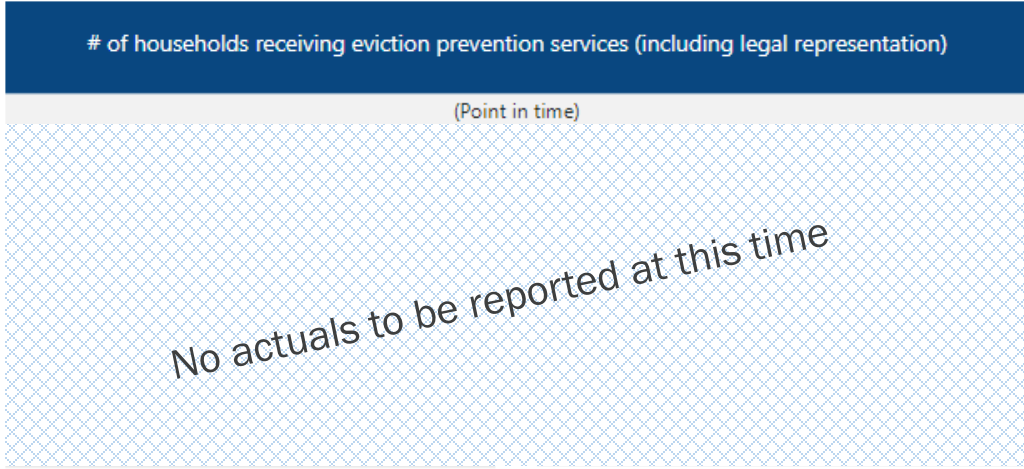 # of households receiving eviction prevention services (including legal representation)
(Point in time)
No actuals to be reported at this time